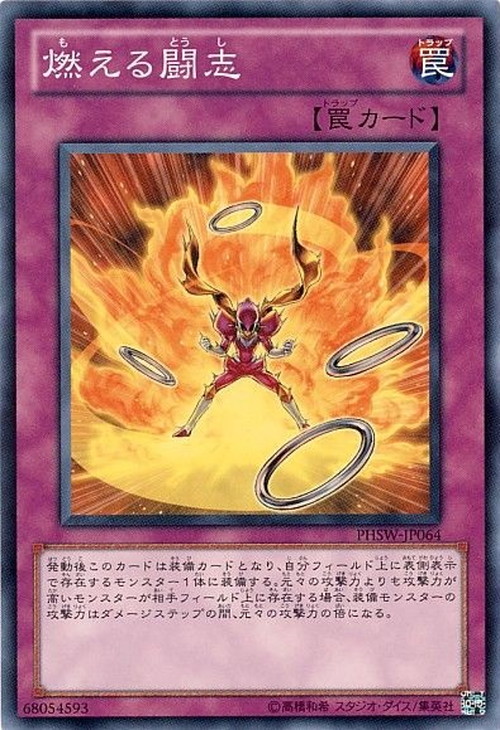 燃える闘志
罠
【罠カード】
PHSW-JP064
発動後このカードは装備カードとなり、自分フィールド上に表側表示
で存在するモンスター1体に装備する。元々の攻撃力よりも攻撃力が
高いモンスターが相手フィールド上に存在する場合、装備モンスターの
攻撃力はダメージステップの間、元々の攻撃力の倍になる。
68054593
©高橋和希 スタジオ・ダイス/集英社